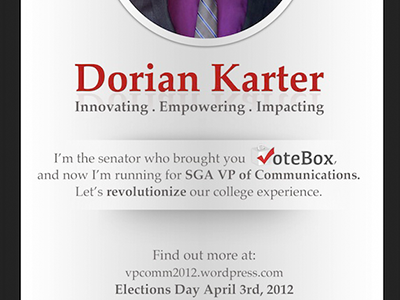 Dorian Karter
Innovating . Empowering . Impacting
I'm the senator who brought you VoteBox,
and now I'm running for SGA VP of Communications.
Let's revolutionize our college experience.
Find out more at:
vpcomm2012.wordpress.com
Elections Day April 3rd, 2012